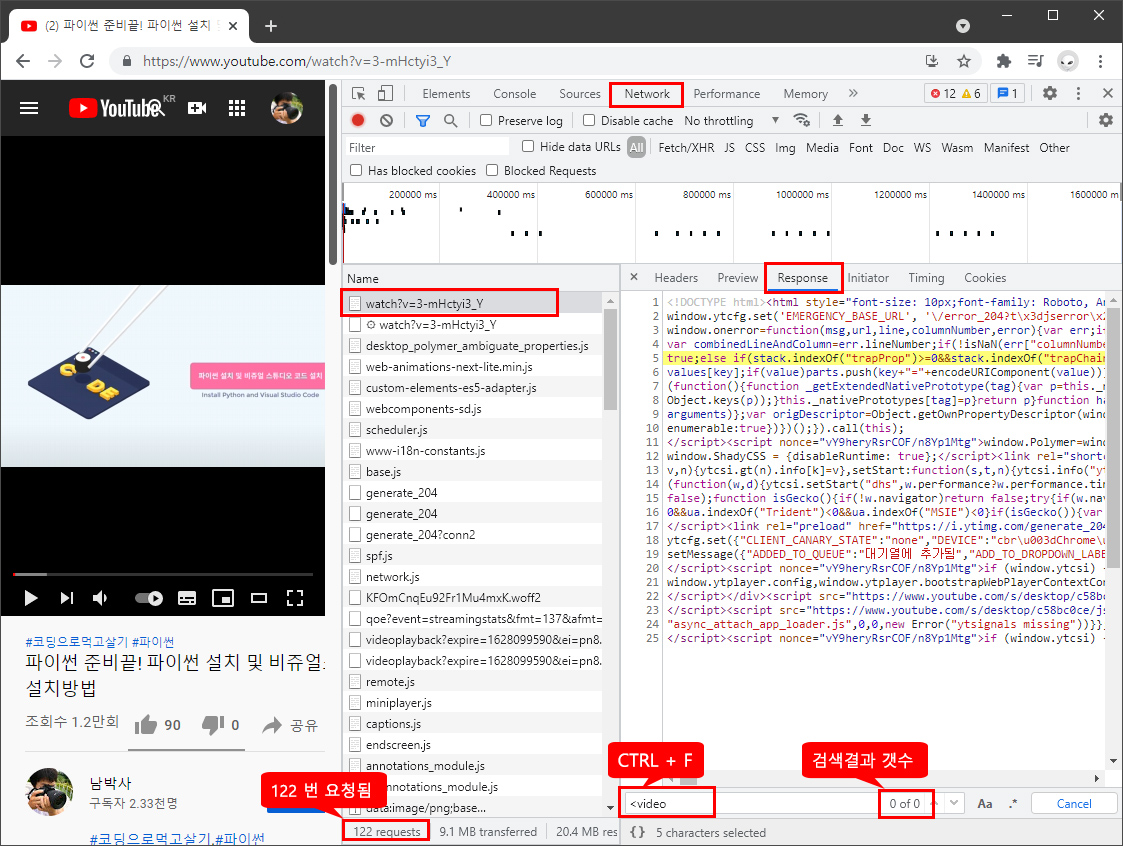 (2) 파이썬 준비끝! 파이썬 설치
https://www.youtube.com/watch?v=3-mHctyi3_Y
YouTube KR
CODE
파이썬 설치 및 비쥬얼 스튜디오 코드 설치
Install Python and Visual Studio Code
#코딩으로먹고살기 #파이썬
파이썬 준비끝! 파이썬 설치 및 비쥬얼
설치방법
조회수 1.2만회 90 0 공유
남박사
구독자 2.33천명
#코딩으로먹고살기,#파이썬
Elements Console Sources Network Performance Memory » 12 6 1
Preserve log Disable cache No throttling
Filter Hide data URLs All Fetch/XHR JS CSS Img Media Font Doc WS Wasm Manifest Other
Has blocked cookies Blocked Requests
200000 ms 400000 ms 600000 ms 800000 ms 1000000 ms 1200000 ms 1400000 ms 1600000 m
Name
watch?v=3-mHctyi3_Y
watch?v=3-mHctyi3_Y
desktop_polymer_ambiguate_properties.js
web-animations-next-lite.min.js
custom-elements-es5-adapter.js
webcomponents-sd.js
scheduler.js
www-i18n-constants.js
base.js
generate_204
generate_204
generate_204?conn2
spf.js
network.js
KFOmCnqEu92Fr1Mu4mxK.woff2
qoe?event=streamingstats&fmt=137&afmt=
videoplayback?expire=1628099590&ei=pn8.
videoplayback?expire=1628099590&ei=pn8.
remote.js
miniplayer.js
captions.js
endscreen.js
annotations_module.js
annotations_module.js
data:image/png;base...
122 번 요청됨
122 requests 9.1 MB transferred 20.4 MB res
Headers Preview Response Initiator Timing Cookies
1 <!DOCTYPE html><html style="font-size: 10px;font-family: Roboto, Ar
2 window.ytcfg.set('EMERGENCY_BASE_URL', '\/error_204?t\x3djserror\x2
3 window.onerror=function(msg,url,line,columnNumber,error){var err;i
4 var combinedLineAndColumn=err.lineNumber;if(!isNaN(err["columnNumb
5 true;else if(stack.indexOf("trapProp")>=0&&stack.indexOf("trapChain
6 values[key];if(value)parts.push(key+"="+encodeURIComponent(value))}
7 (function(){function _getExtendedNativePrototype(tag){var p=this._n
8 Object.keys(p));}this._nativePrototypes[tag]=p}return p}function ha
9 arguments)};var origDescriptor=Object.getOwnPropertyDescriptor(wind
10 enumerable:true})})();}).call(this);
11 </script><script nonce="vY9heryRsrCOF/n8Yp1Mtg">window.Polymer=wind
12 window.ShadyCSS = {disableRuntime: true};</script><link rel="shortc
13 v,n){ytcsi.gt(n).info[k]=v},setStart:function(s,t,n){ytcsi.info("yt
14 (function(w,d){ytcsi.setStart("dhs",w.performance?w.performance.tim
15 false);function isGecko(){if(!w.navigator)return false;try{if(w.nav
16 0&&ua.indexOf("Trident")<0&&ua.indexOf("MSIE")<0}if(isGecko()){var
17 </script><link rel="preload" href="https://i.ytimg.com/generate_204
18 ytcfg.set({"CLIENT_CANARY_STATE":"none","DEVICE":"cbr\u003dChrome\u
19 setMessage({"ADDED_TO_QUEUE":"대기열에 추가됨","ADD_TO_DROPDOWN_LABE
20 </script><script nonce="vY9heryRsrCOF/n8Yp1Mtg">if (window.ytcsi)
21 window.ytplayer.config,window.ytplayer.bootstrapWebPlayerContextCon
22 </script></div><script src="https://www.youtube.com/s/desktop/c58bc
23 </script><script src="https://www.youtube.com/s/desktop/c58bc0ce/js
24 "async_attach_app_loader.js",0,0,new Error("ytsignals missing"))}}
25 </script><script nonce="vY9heryRsrCOF/n8Yp1Mtg">if (window.ytcsi)
CTRL + F
검색결과 갯수
<video 0 of 0 Aa .* Cancel
{} 5 characters selected